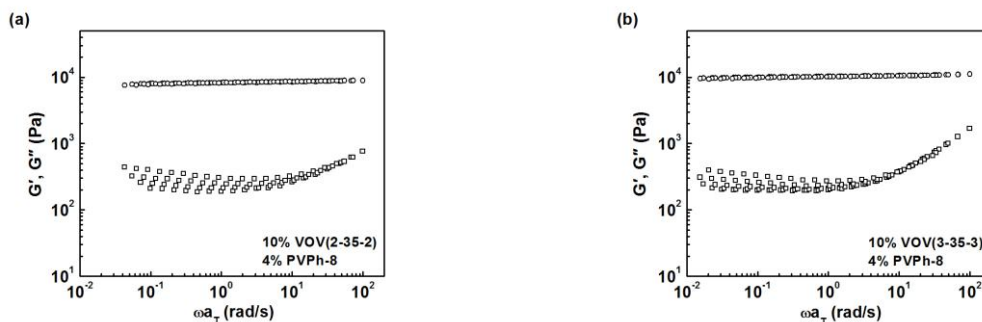 (a)
G′, G″ (Pa)
10⁴
10³
10²
10¹
10⁻² 10⁻¹ 10⁰ 10¹ 10²
ωa_T (rad/s)
10% VOV(2-35-2)
4% PVPh-8
(b)
G′, G″ (Pa)
10⁴
10³
10²
10¹
10⁻² 10⁻¹ 10⁰ 10¹ 10²
ωa_T (rad/s)
10% VOV(3-35-3)
4% PVPh-8